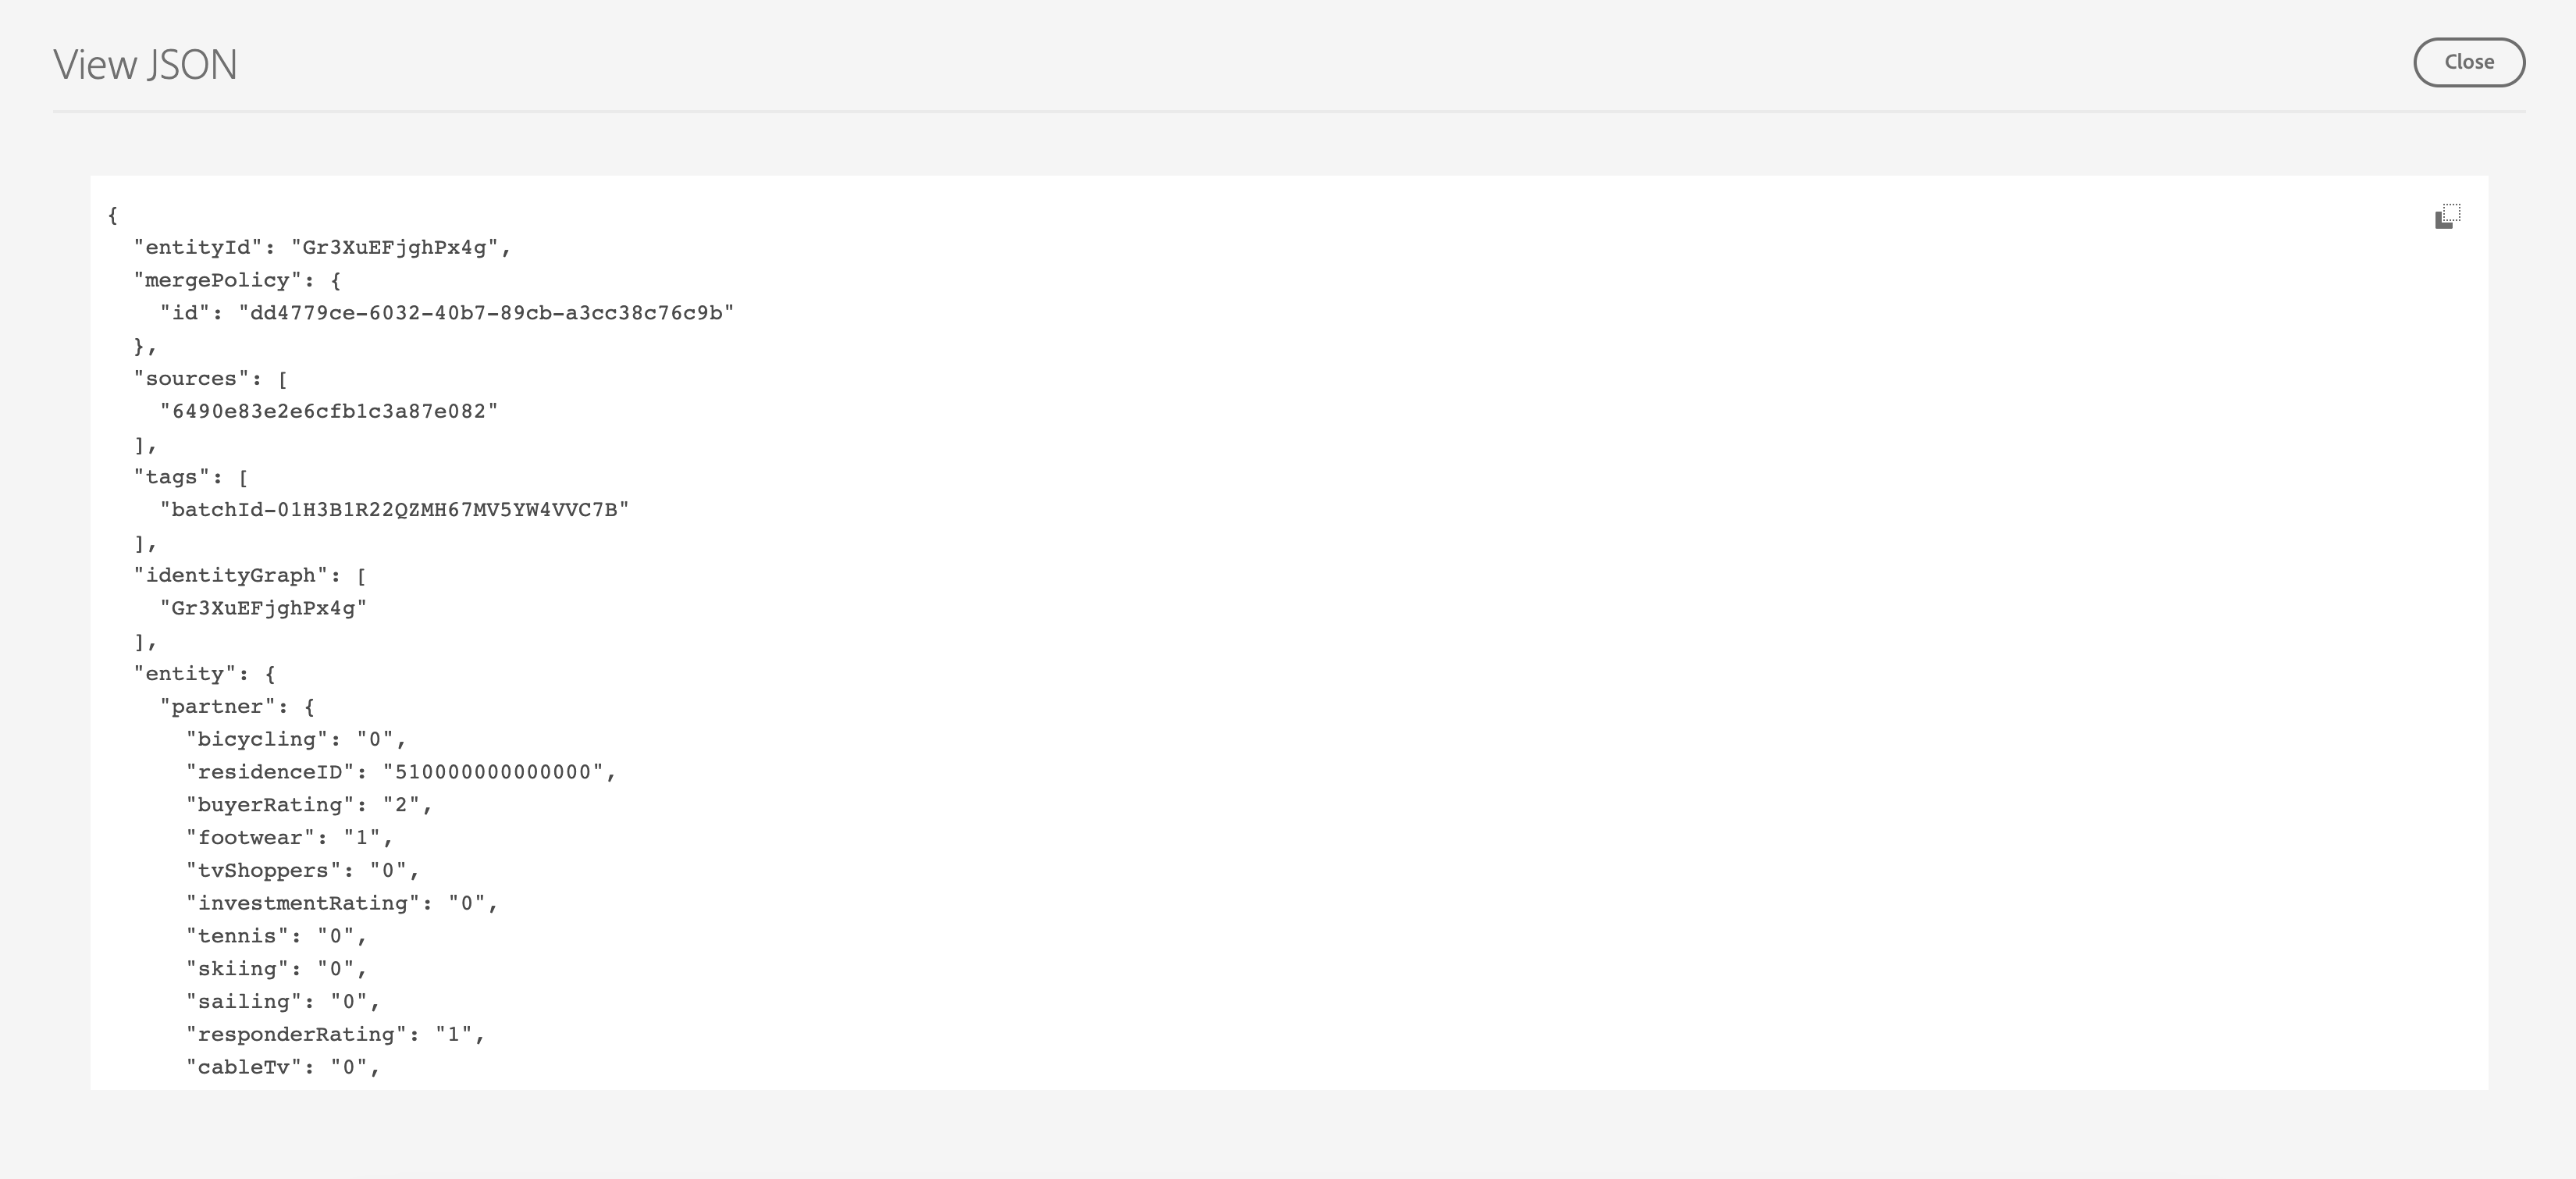 View JSON
Close
{
"entityId": "Gr3XuEFjghPx4g",
"mergePolicy": {
"id": "dd4779ce-6032-40b7-89cb-a3cc38c76c9b"
},
"sources": [
"6490e83e2e6cfb1c3a87e082"
],
"tags": [
"batchId-01H3B1R22QZMH67MV5YW4VVC7B"
],
"identityGraph": [
"Gr3XuEFjghPx4g"
],
"entity": {
"partner": {
"bicycling": "0",
"residenceID": "510000000000000",
"buyerRating": "2",
"footwear": "1",
"tvShoppers": "0",
"investmentRating": "0",
"tennis": "0",
"skiing": "0",
"sailing": "0",
"responderRating": "1",
"cableTv": "0",